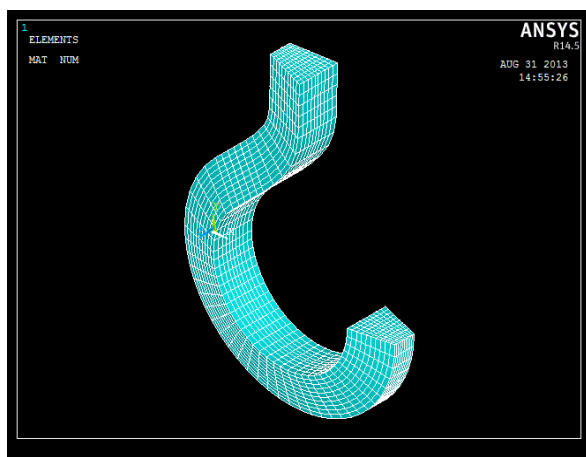 1
ELEMENTS
MAT NUM
ANSYS
R14.5
AUG 31 2013
14:55:26